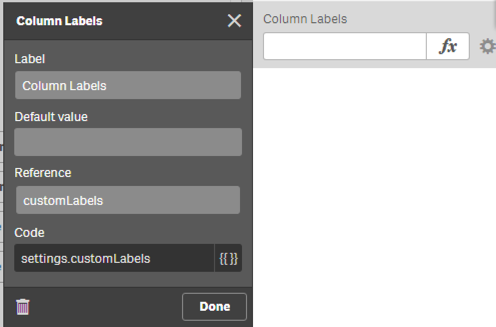 Column Labels
Label
Column Labels
Default value
Reference
customLabels
Code
settings.customLabels {{ }}
Done
Column Labels
fx